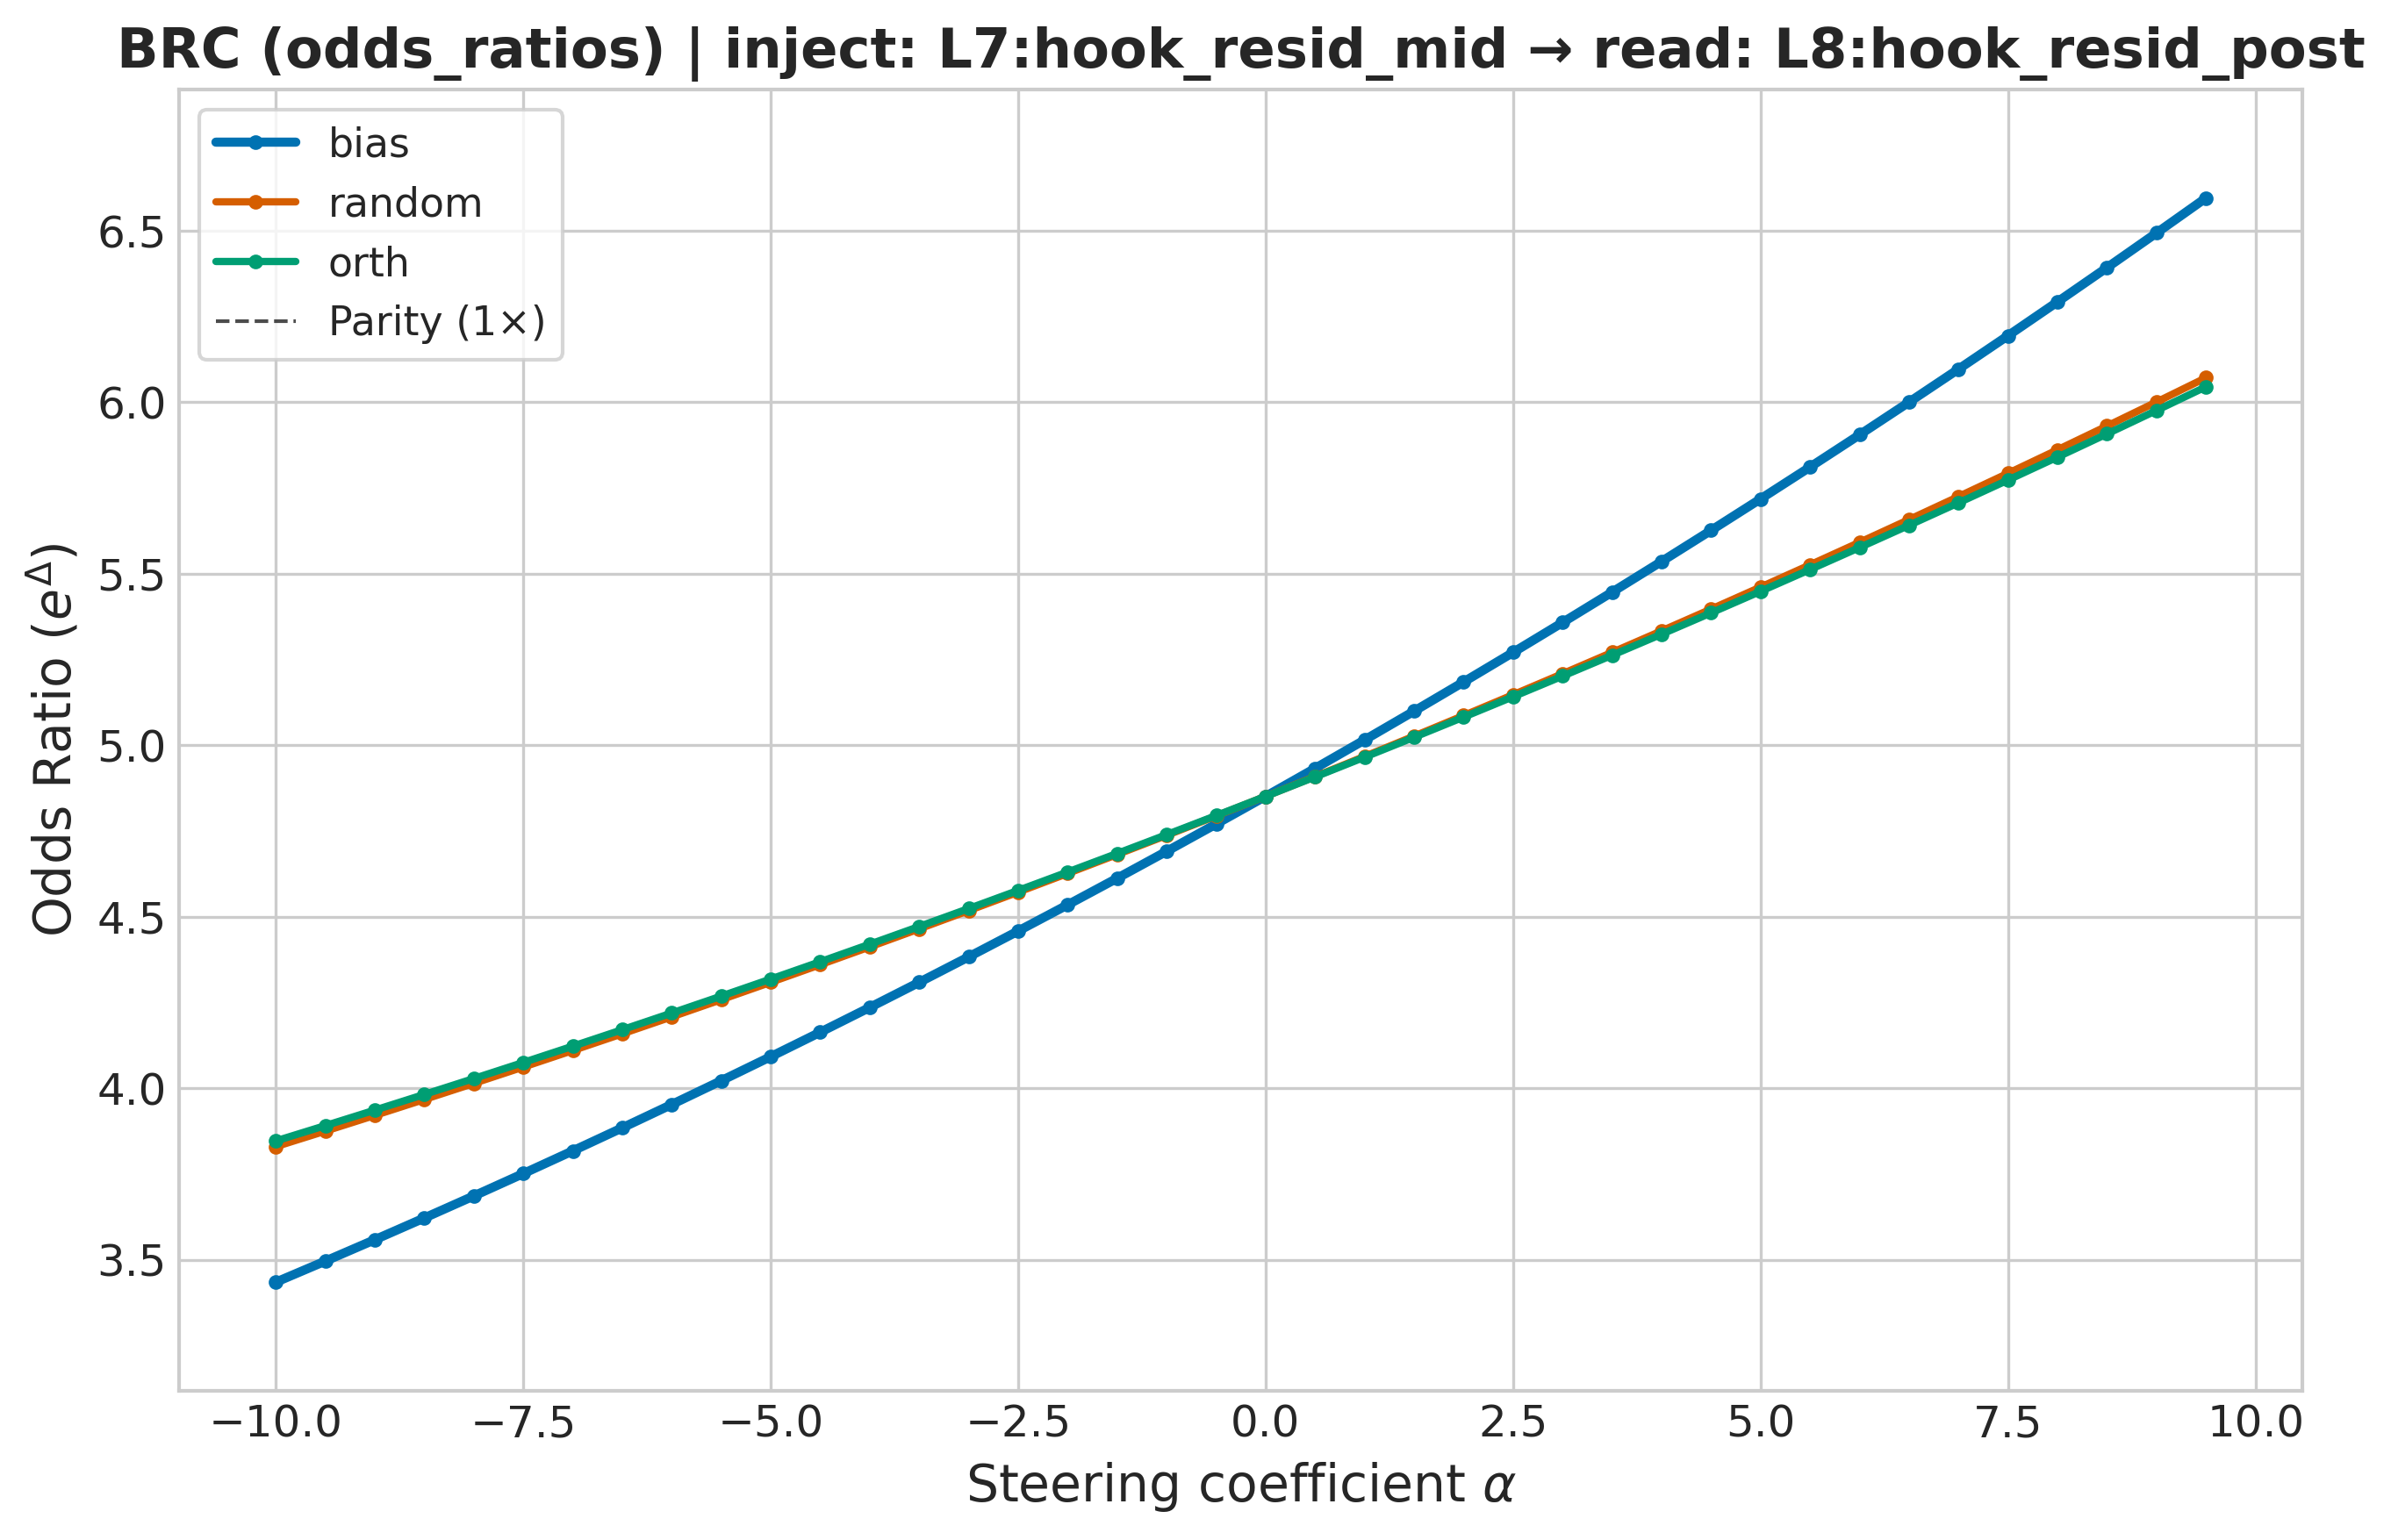 BRC (odds_ratios) | inject: L7:hook_resid_mid → read: L8:hook_resid_post
bias
random
orth
Parity (1×)
Odds Ratio (e^Δ)
6.5
6.0
5.5
5.0
4.5
4.0
3.5
−10.0 −7.5 −5.0 −2.5 0.0 2.5 5.0 7.5 10.0
Steering coefficient α